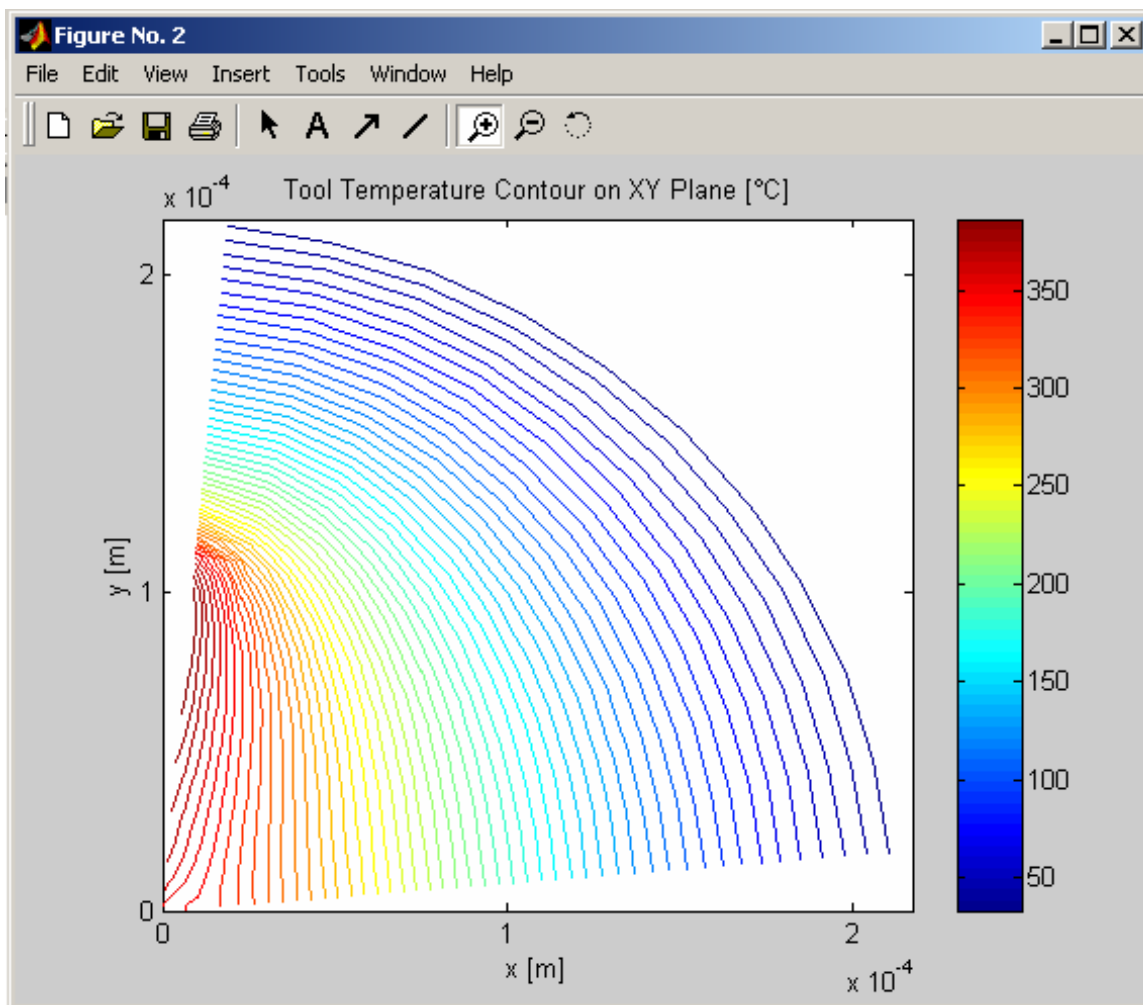 Figure No. 2
File Edit View Insert Tools Window Help
A
x 10-4
Tool Temperature Contour on XY Plane [°C]
2
1
0
y [m]
0 1 2
x [m]
x 10-4
350
300
250
200
150
100
50